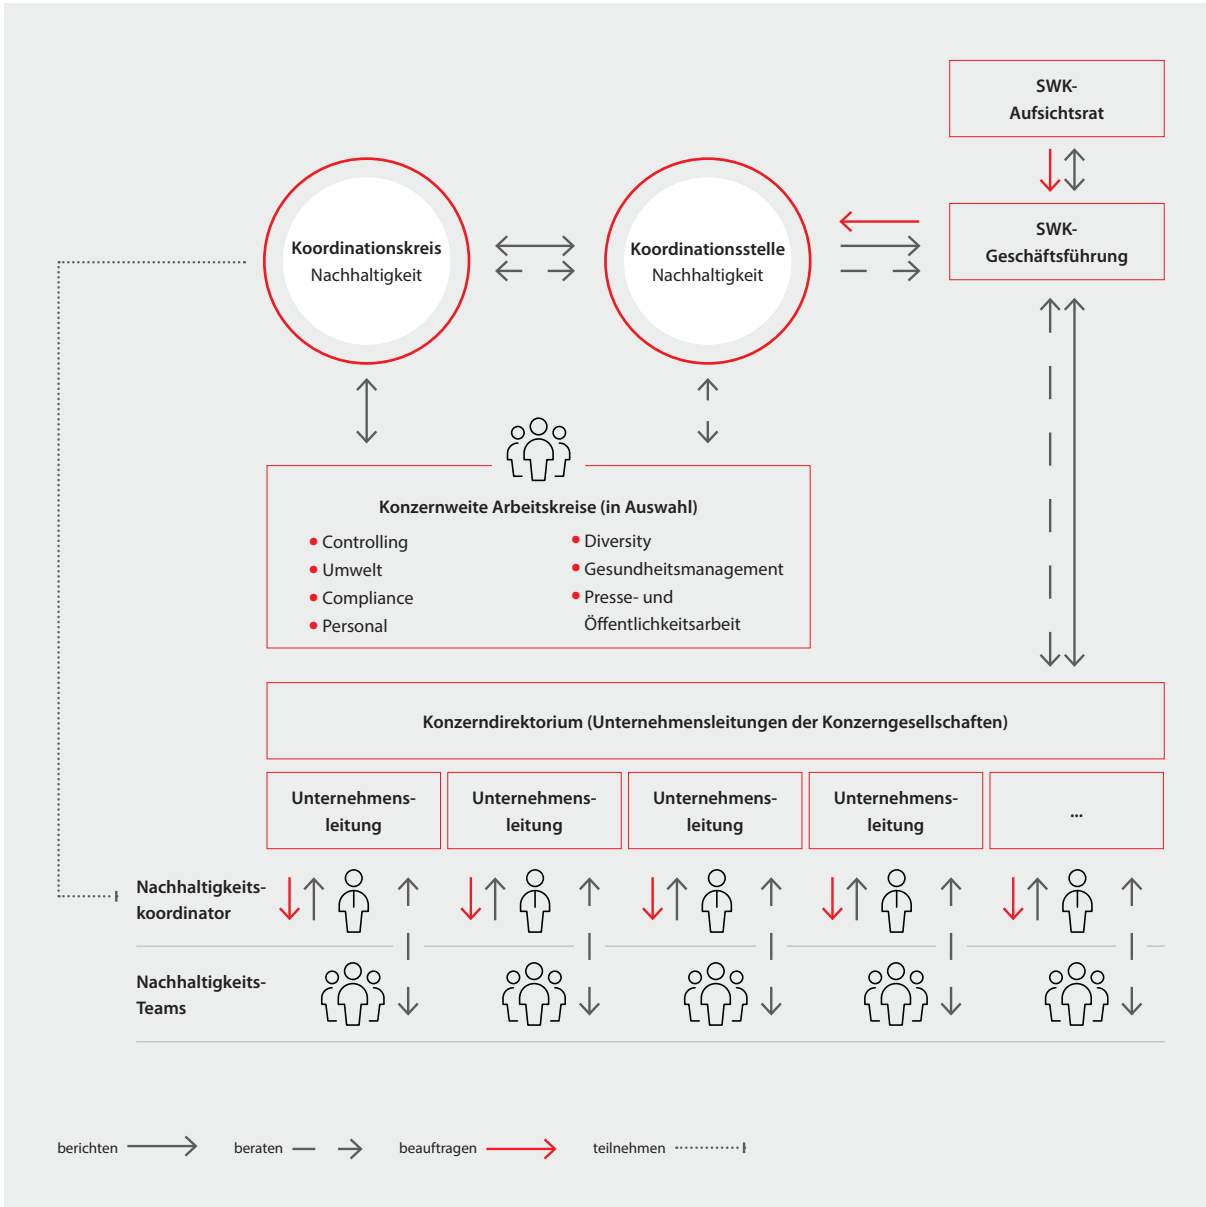 SWK-
Aufsichtsrat
Koordinationskreis
Nachhaltigkeit
Koordinationsstelle
Nachhaltigkeit
SWK-
Geschäftsführung
Konzernweite Arbeitskreise (in Auswahl)
Controlling
Umwelt
Compliance
Personal
Diversity
Gesundheitsmanagement
Presse- und
Öffentlichkeitsarbeit
Konzerndirektorium (Unternehmensleitungen der Konzerngesellschaften)
Unternehmens-
leitung
Unternehmens-
leitung
Unternehmens-
leitung
Unternehmens-
leitung
...
Nachhaltigkeits-
koordinator
Nachhaltigkeits-
Teams
berichten
beraten
beauftragen
teilnehmen